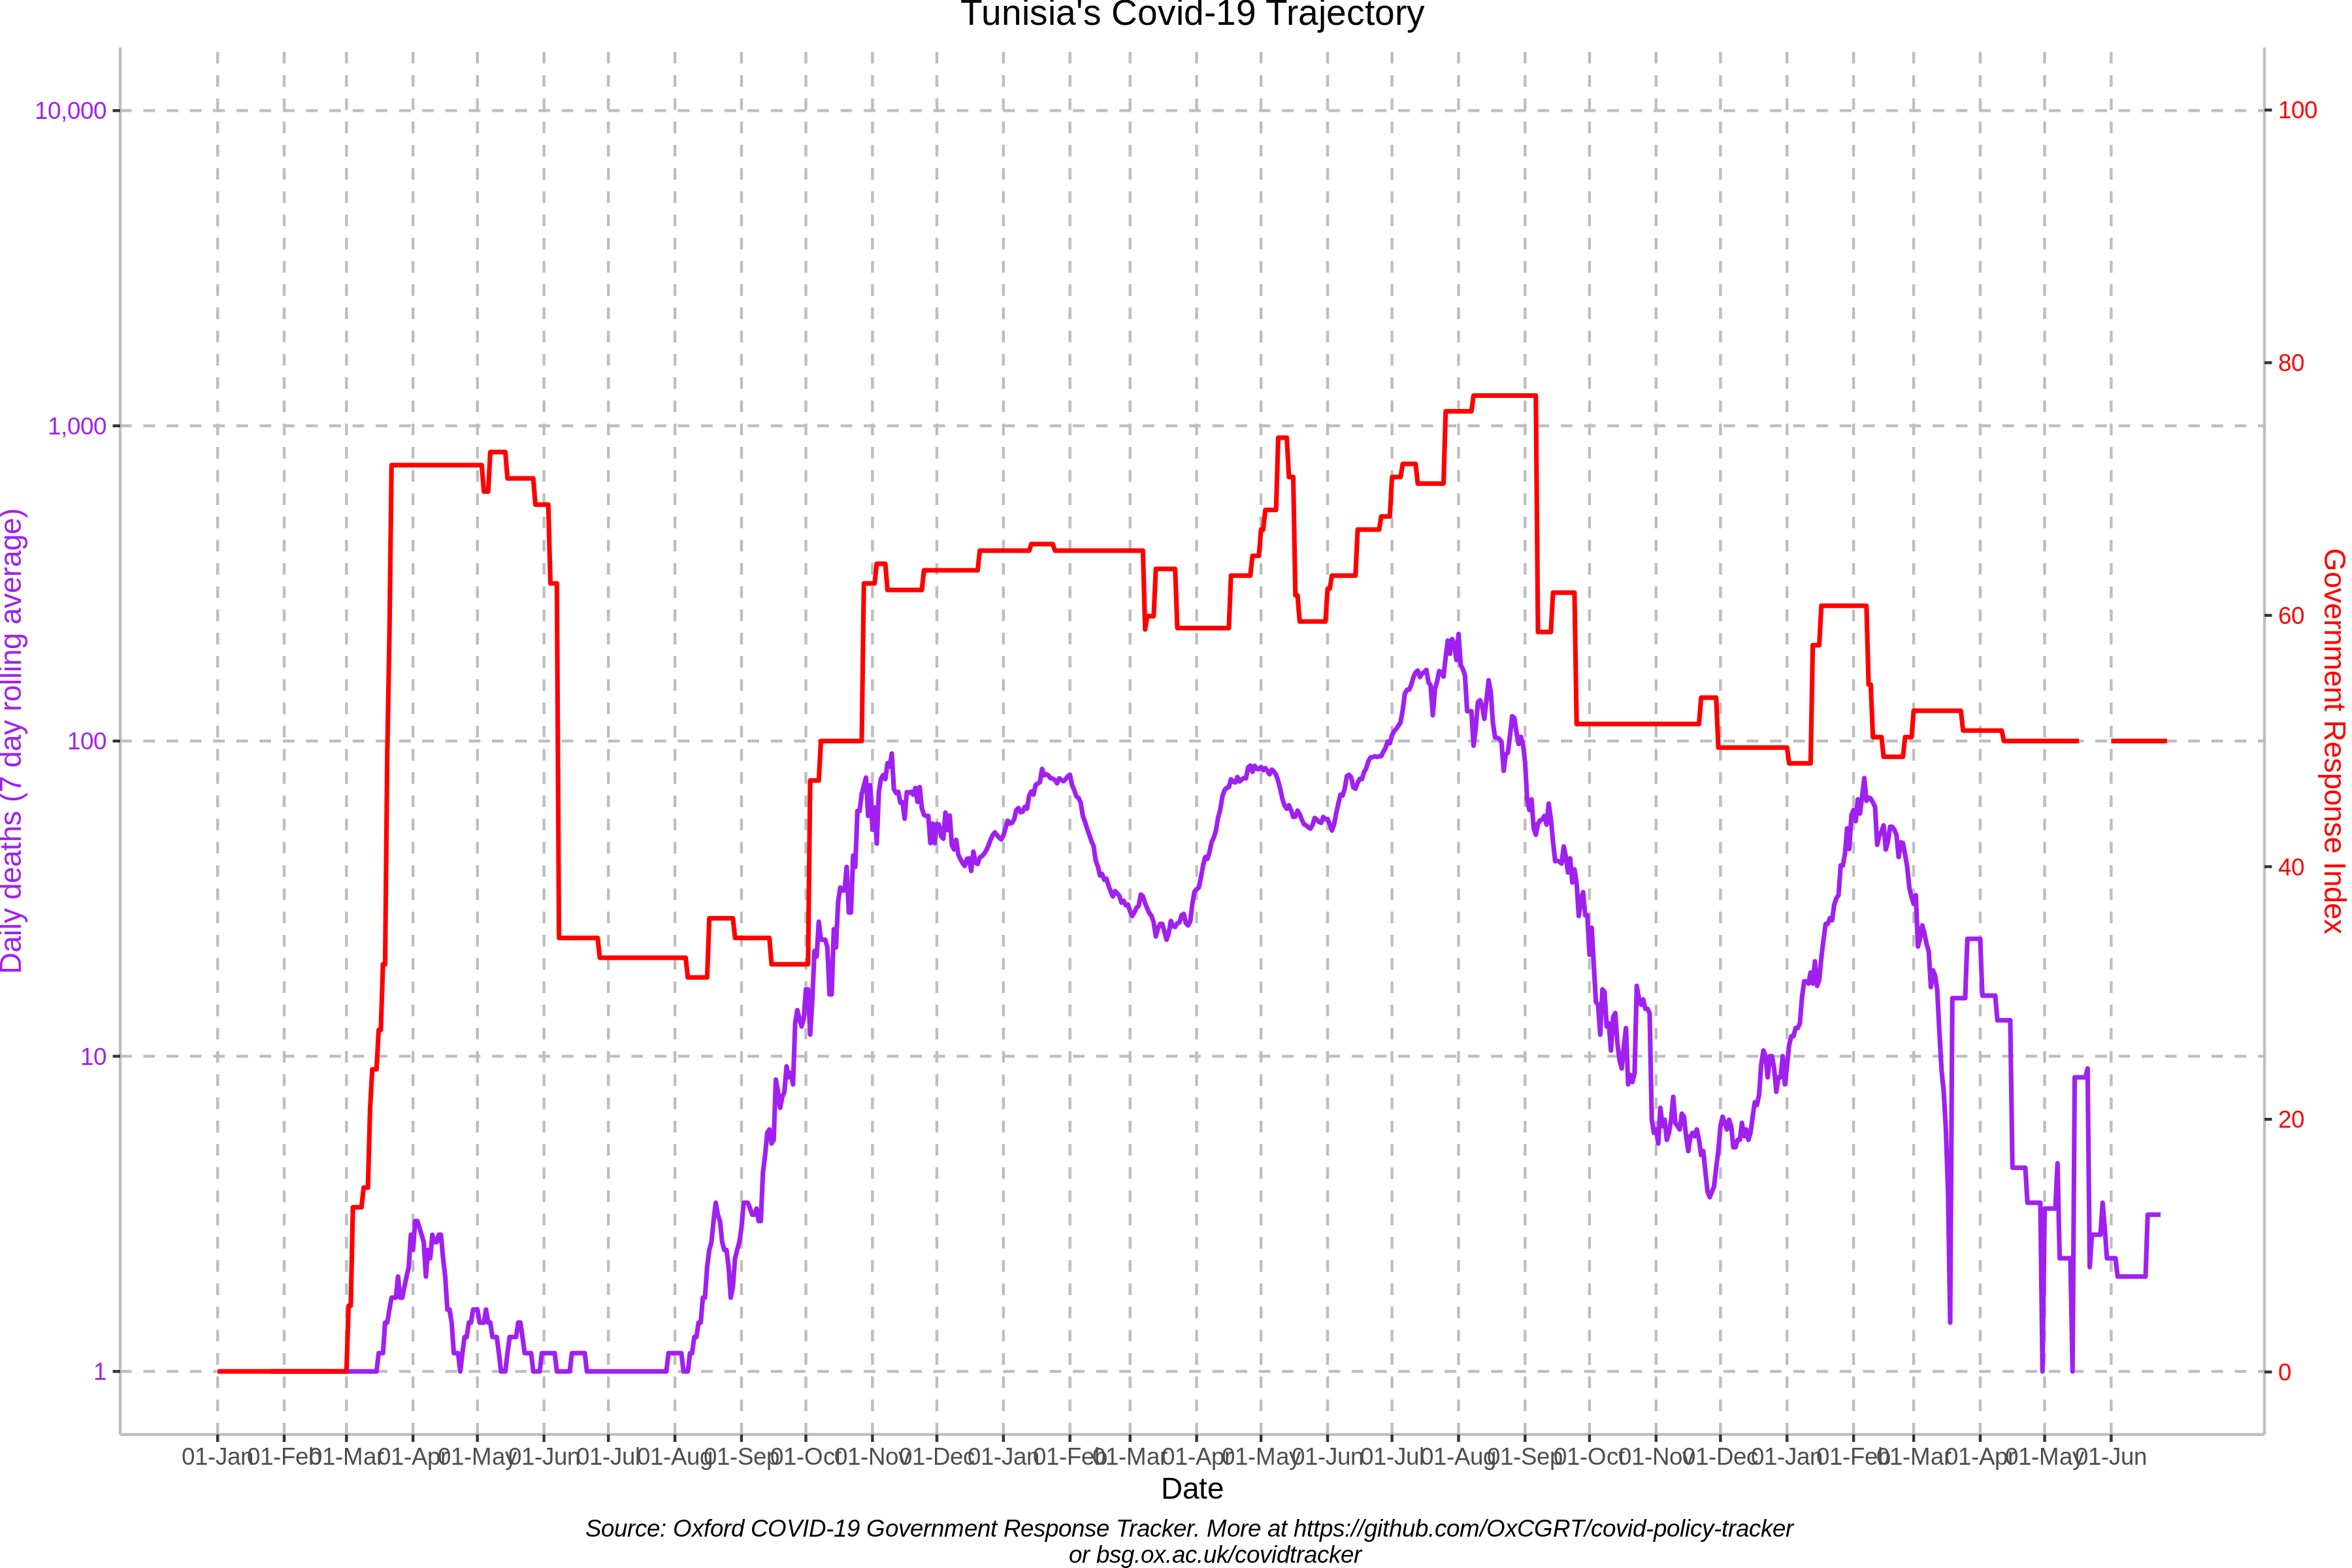 Tunisia's Covid-19 Trajectory
10,000
1,000
100
10
1
Daily deaths (7 day rolling average)
100
80
60
40
20
0
Government Response Index
01-Jan 01-Feb 01-Mar 01-Apr 01-May 01-Jun 01-Jul 01-Aug 01-Sep 01-Oct 01-Nov 01-Dec 01-Jan 01-Feb 01-Mar 01-Apr 01-May 01-Jun 01-Jul 01-Aug 01-Sep 01-Oct 01-Nov 01-Dec 01-Jan 01-Feb 01-Mar 01-Apr 01-May 01-Jun
Date
Source: Oxford COVID-19 Government Response Tracker. More at https://github.com/OxCGRT/covid-policy-tracker
or bsg.ox.ac.uk/covidtracker